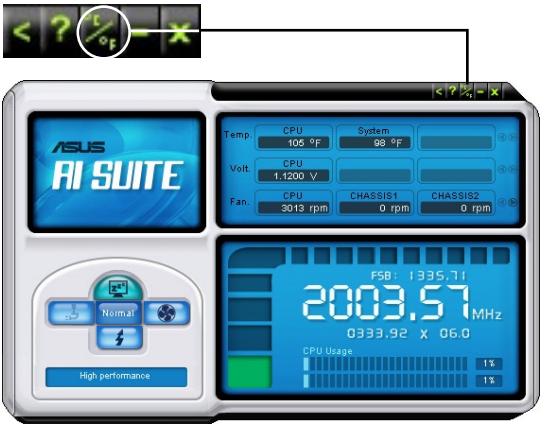 < ? °C/°F – x
< ? °C/°F – x
ASUS
AI SUITE
Temp. CPU 105 °F System 98 °F
Volt. CPU 1.1200 V
Fan. CPU 3013 rpm CHASSIS1 0 rpm CHASSIS2 0 rpm
zzz
Normal
High performance
FSB: 1335.71
2003.57 MHz
0333.92 X 06.0
CPU Usage
1%
1%